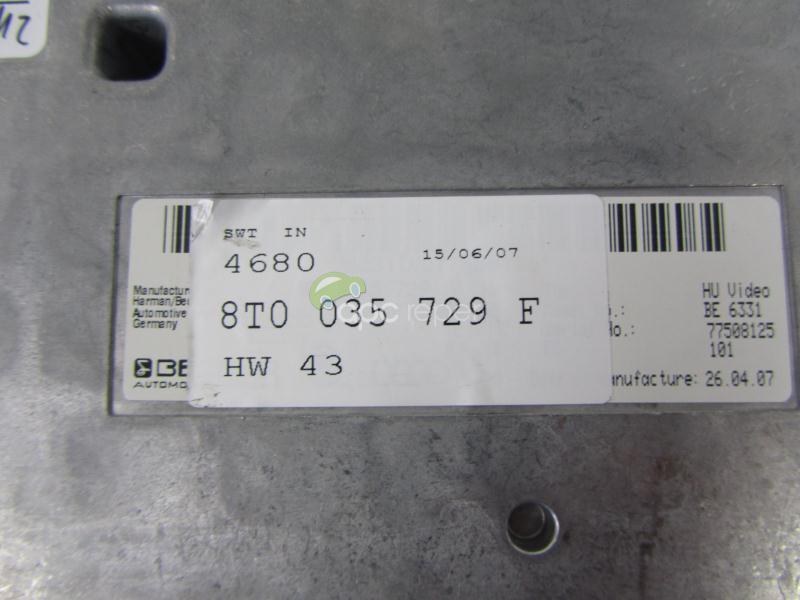 SWT IN
4680 15/06/07
8T0 035 729 F
HW 43
Manufactur
Harman/Be
Automotive
Germany
BE
AUTOMO
HU Video
BE 6331
77508125
101
anufacture: 26.04.07